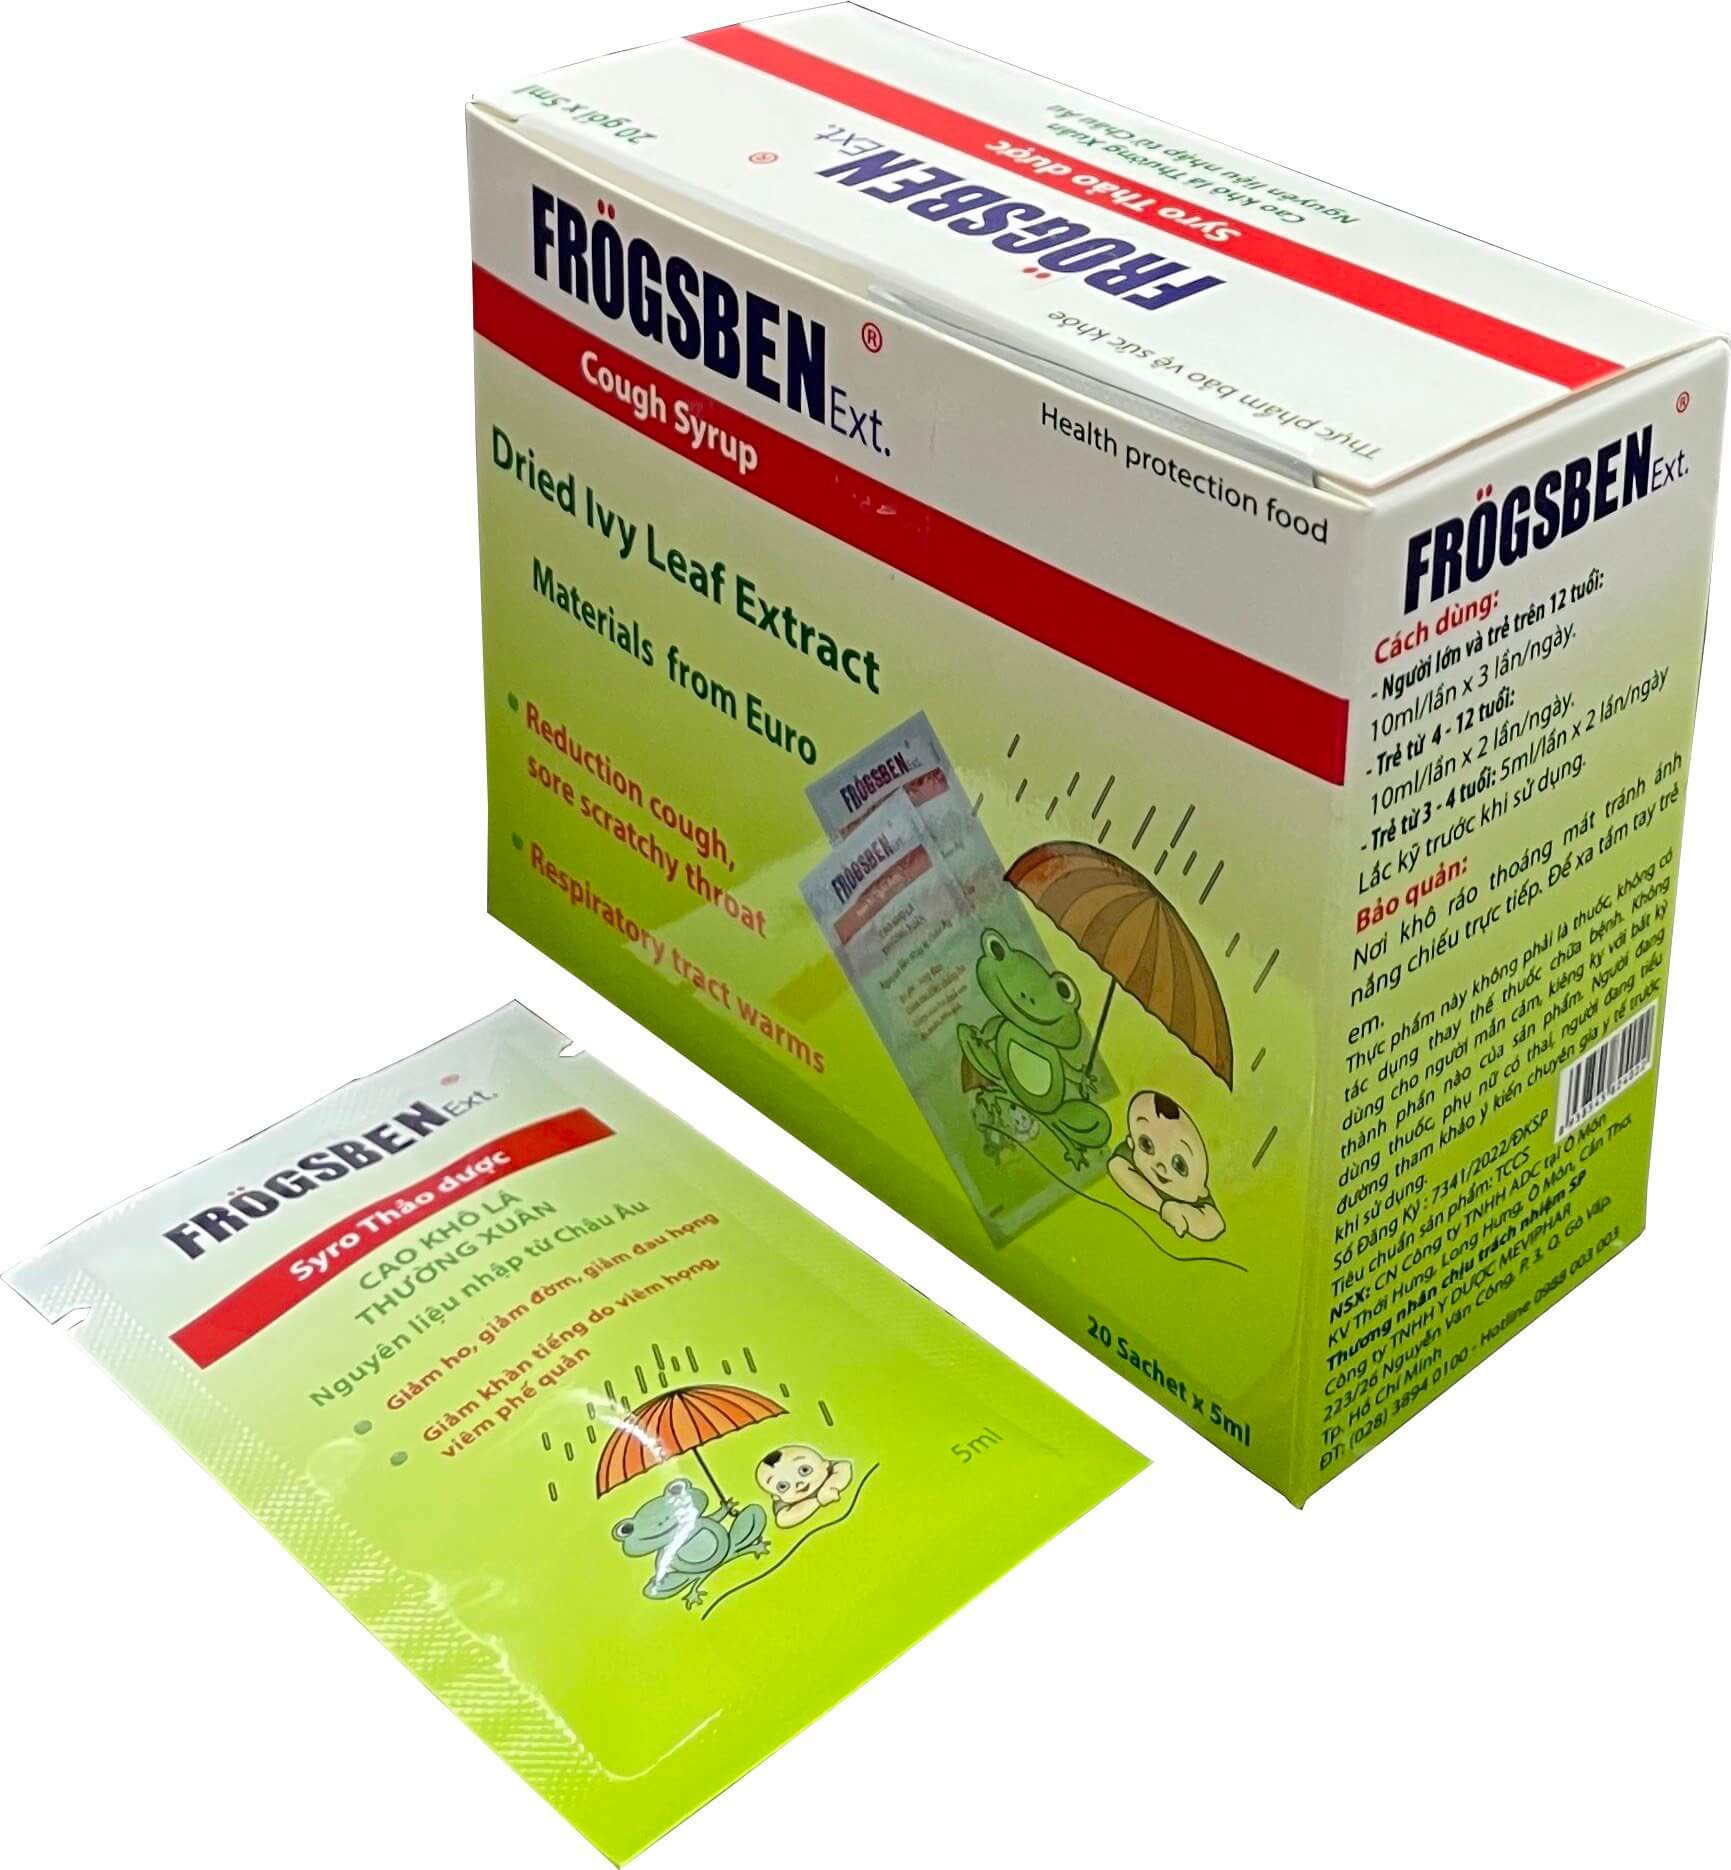 20 gói x 5ml
FRÖGSBEN Ext.
®
Syro Thảo dược
Cao khô lá Thường Xuân
Nguyên liệu nhập từ Châu Âu
Thực phẩm bảo vệ sức khỏe
FRÖGSBEN Ext. ®
Cough Syrup
Health protection food
Dried Ivy Leaf Extract
Materials from Euro
• Reduction cough,
sore scratchy throat
• Respiratory tract warms
FRÖGSBEN Ext.
FRÖGSBEN
20 Sachet x 5ml
FRÖGSBEN Ext. ®
Cách dùng:
- Người lớn và trẻ trên 12 tuổi:
10ml/lần x 3 lần/ngày.
- Trẻ từ 4 - 12 tuổi:
10ml/lần x 2 lần/ngày.
- Trẻ từ 3 - 4 tuổi: 5ml/lần x 2 lần/ngày
Lắc kỹ trước khi sử dụng.
Bảo quản:
Nơi khô ráo thoáng mát tránh ánh
nắng chiếu trực tiếp. Để xa tầm tay trẻ
em.
Thực phẩm này không phải là thuốc, không có
tác dụng thay thế thuốc chữa bệnh. Không
dùng cho người mẫn cảm, kiêng kỵ với bất kỳ
thành phần nào của sản phẩm. Người đang
dùng thuốc, phụ nữ có thai, người đang tiểu
đường tham khảo ý kiến chuyên gia y tế trước
khi sử dụng.
Số Đăng Ký : 7341/2022/ĐKSP
Tiêu chuẩn sản phẩm: TCCS
NSX: CN Công ty TNHH ADC tại Ô Môn
KV Thới Hưng, Long Hưng, Ô Môn, Cần Thơ.
Thương nhân chịu trách nhiệm SP
Công ty TNHH Y DƯỢC MEVIPHAR
223/26 Nguyễn Văn Công, P. 3, Q. Gò Vấp
Tp. Hồ Chí Minh
ĐT: (028) 3894 0100 - Hotline 0988 003 003
FRÖGSBEN Ext. ®
Syro Thảo dược
CAO KHÔ LÁ
THƯỜNG XUÂN
Nguyên liệu nhập từ Châu Âu
• Giảm ho, giảm đờm, giảm đau họng
• Giảm khàn tiếng do viêm họng,
viêm phế quản
5ml